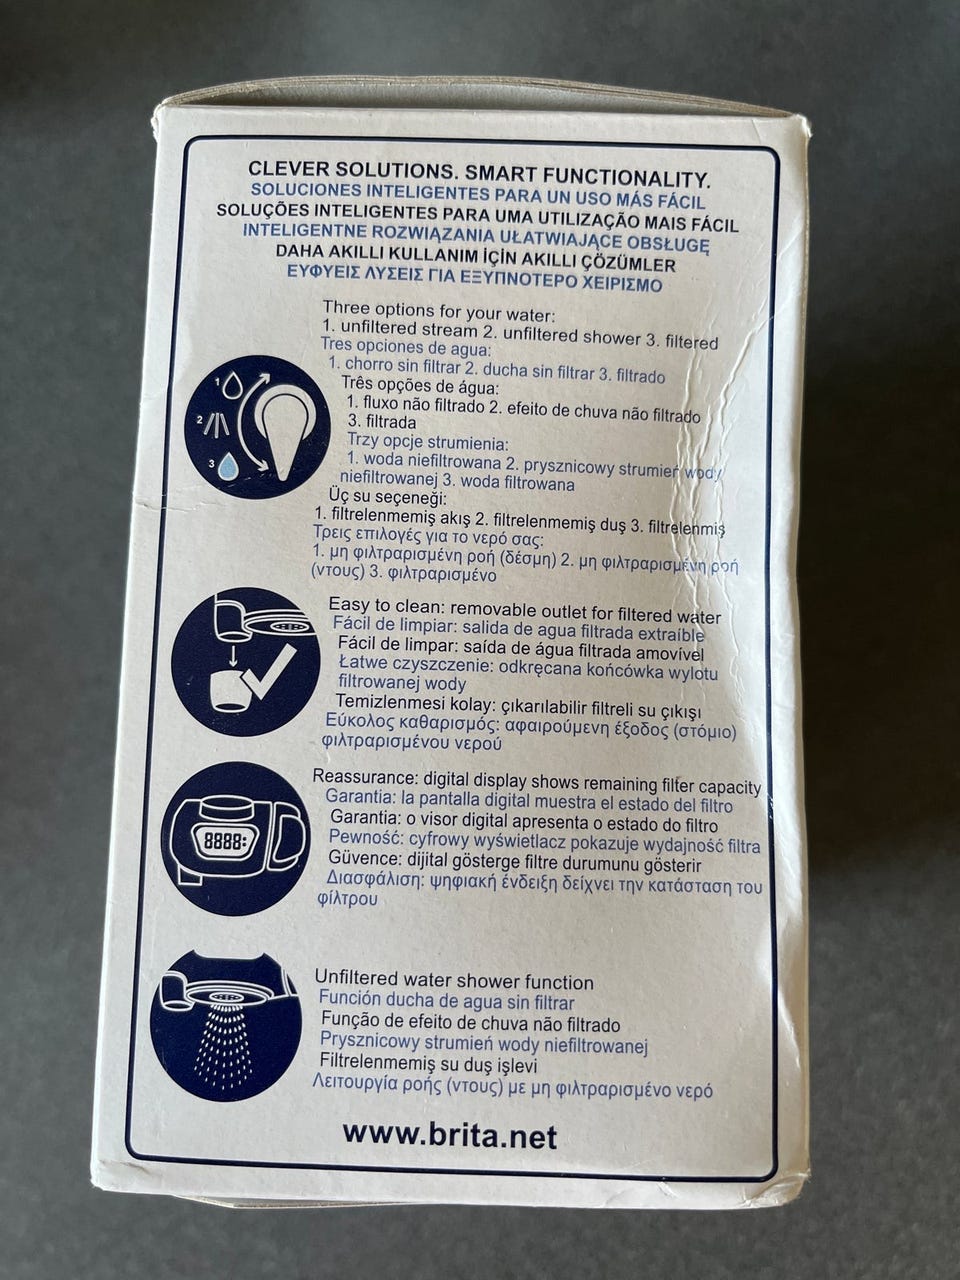 CLEVER SOLUTIONS. SMART FUNCTIONALITY.
SOLUCIONES INTELIGENTES PARA UN USO MÁS FÁCIL
SOLUÇÕES INTELIGENTES PARA UMA UTILIZAÇÃO MAIS FÁCIL
INTELIGENTNE ROZWIĄZANIA UŁATWIAJĄCE OBSŁUGĘ
DAHA AKILLI KULLANIM İÇİN AKILLI ÇÖZÜMLER
ΕΥΦΥΕΙΣ ΛΥΣΕΙΣ ΓΙΑ ΕΞΥΠΝΟΤΕΡΟ ΧΕΙΡΙΣΜΟ
1
2
3
Three options for your water:
1. unfiltered stream 2. unfiltered shower 3. filtered
Tres opciones de agua:
1. chorro sin filtrar 2. ducha sin filtrar 3. filtrado
Três opções de água:
1. fluxo não filtrado 2. efeito de chuva não filtrado
3. filtrada
Trzy opcje strumienia:
1. woda niefiltrowana 2. prysznicowy strumień wody
niefiltrowanej 3. woda filtrowana
Üç su seçeneği:
1. filtrelenmemiş akış 2. filtrelenmemiş duş 3. filtrelenmiş
Τρεις επιλογές για το νερό σας:
1. μη φιλτραρισμένη ροή (δέσμη) 2. μη φιλτραρισμένη ροή
(ντους) 3. φιλτραρισμένο
Easy to clean: removable outlet for filtered water
Fácil de limpiar: salida de agua filtrada extraíble
Fácil de limpar: saída de água filtrada amovível
Łatwe czyszczenie: odkręcana końcówka wylotu
filtrowanej wody
Temizlenmesi kolay: çıkarılabilir filtreli su çıkışı
Εύκολος καθαρισμός: αφαιρούμενη έξοδος (στόμιο)
φιλτραρισμένου νερού
8888:
Reassurance: digital display shows remaining filter capacity
Garantia: la pantalla digital muestra el estado del filtro
Garantia: o visor digital apresenta o estado do filtro
Pewność: cyfrowy wyświetlacz pokazuje wydajność filtra
Güvence: dijital gösterge filtre durumunu gösterir
Διασφάλιση: ψηφιακή ένδειξη δείχνει την κατάσταση του
φίλτρου
Unfiltered water shower function
Función ducha de agua sin filtrar
Função de efeito de chuva não filtrado
Prysznicowy strumień wody niefiltrowanej
Filtrelenmemiş su duş işlevi
Λειτουργία ροής (ντους) με μη φιλτραρισμένο νερό
www.brita.net